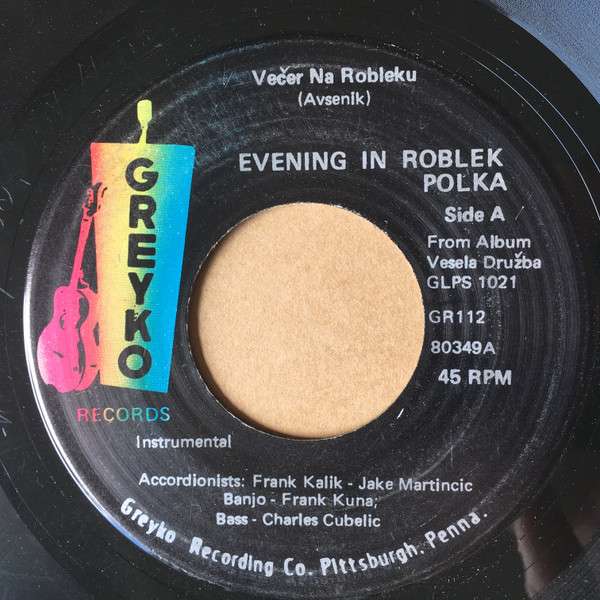 Večer Na Robleku
(Avsenik)
EVENING IN ROBLEK
POLKA
Side A
From Album
Vesela Družba
GLPS 1021
GR112
80349A
45 RPM
GREYKO
RECORDS
Instrumental
Accordionists: Frank Kalik - Jake Martincic
Banjo - Frank Kuna;
Bass - Charles Cubelic
Greyko Recording Co. Pittsburgh. Penna.